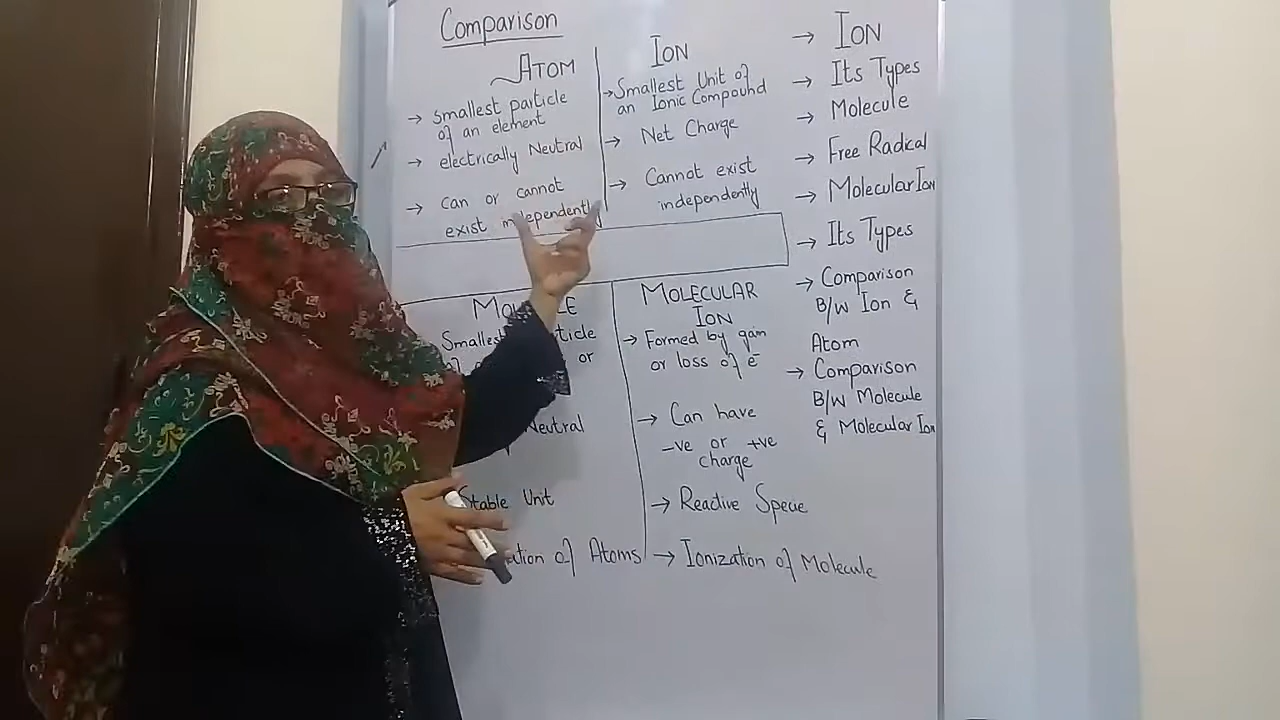 Comparison
ATOM
→ smallest particle
of an element
→ electrically Neutral
→ can or cannot
exist independently
ION
→ Smallest Unit of
an Ionic Compound
→ Net Charge
→ Cannot exist
independently
Smallest
or
Neutral
Stable Unit
of Atoms
MOLECULAR
ION
→ Formed by gain
or loss of e⁻
→ Can have
-ve or +ve
charge
→ Reactive Specie
→ Ionization of Molecule
→ ION
→ Its Types
→ Molecule
→ Free Radical
→ Molecular Ion
→ Its Types
→ Comparison
B/W Ion &
Atom
→ Comparison
B/W Molecule
& Molecular Ion